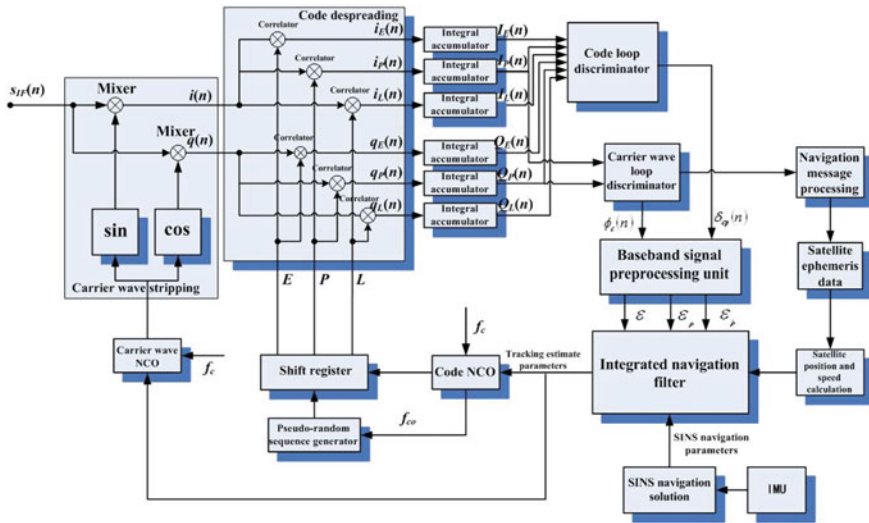 Code despreading
Correlator
i_E(n)
Integral
accumulator
I_E(n)
Correlator
i_P(n)
Integral
accumulator
I_P(n)
Code loop
discriminator
s_IF(n)
Mixer
i(n)
Correlator
i_L(n)
Integral
accumulator
I_L(n)
Mixer
q(n)
Correlator
q_E(n)
Integral
accumulator
Q_E(n)
Correlator
q_P(n)
Integral
accumulator
Q_P(n)
Correlator
q_L(n)
Integral
accumulator
Q_L(n)
Carrier wave
loop
discriminator
Navigation
message
processing
sin
cos
ϕ_c(n)
δ_cp(n)
Carrier wave stripping
E
P
L
Baseband signal
preprocessing unit
Satellite
ephemeris
data
ε
ε_ρ
Carrier wave
NCO
f_c
Shift register
f_c
Code NCO
Tracking estimate
parameters
Integrated navigation
filter
Satellite
position and
speed
calculation
Pseudo-random
sequence generator
f_co
SINS navigation
parameters
SINS navigation
solution
IMU